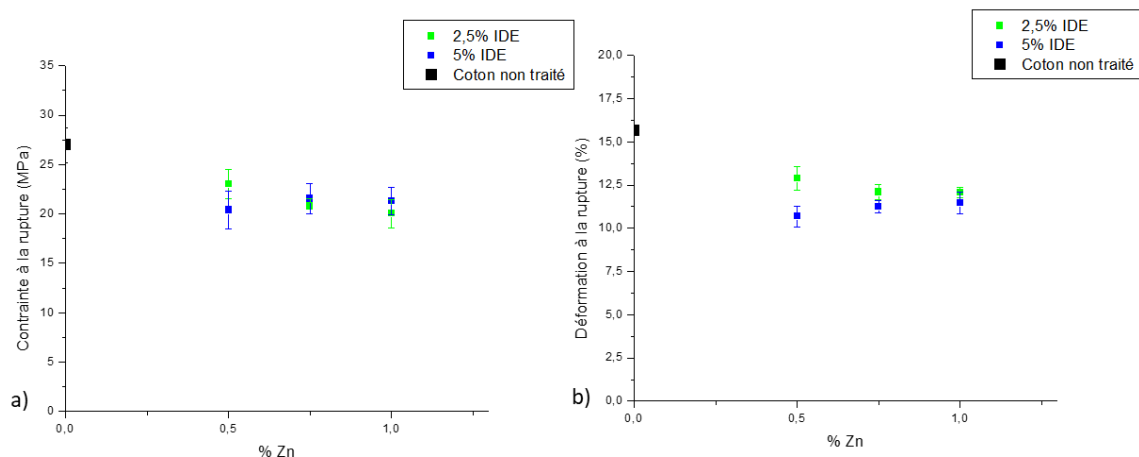 2,5% IDE
5% IDE
Coton non traité
35
30
25
20
15
10
5
0
0,0
0,5
1,0
Contrainte à la rupture (MPa)
% Zn
a)
2,5% IDE
5% IDE
Coton non traité
20,0
17,5
15,0
12,5
10,0
7,5
5,0
2,5
0,0
0,0
0,5
1,0
Déformation à la rupture (%)
% Zn
b)